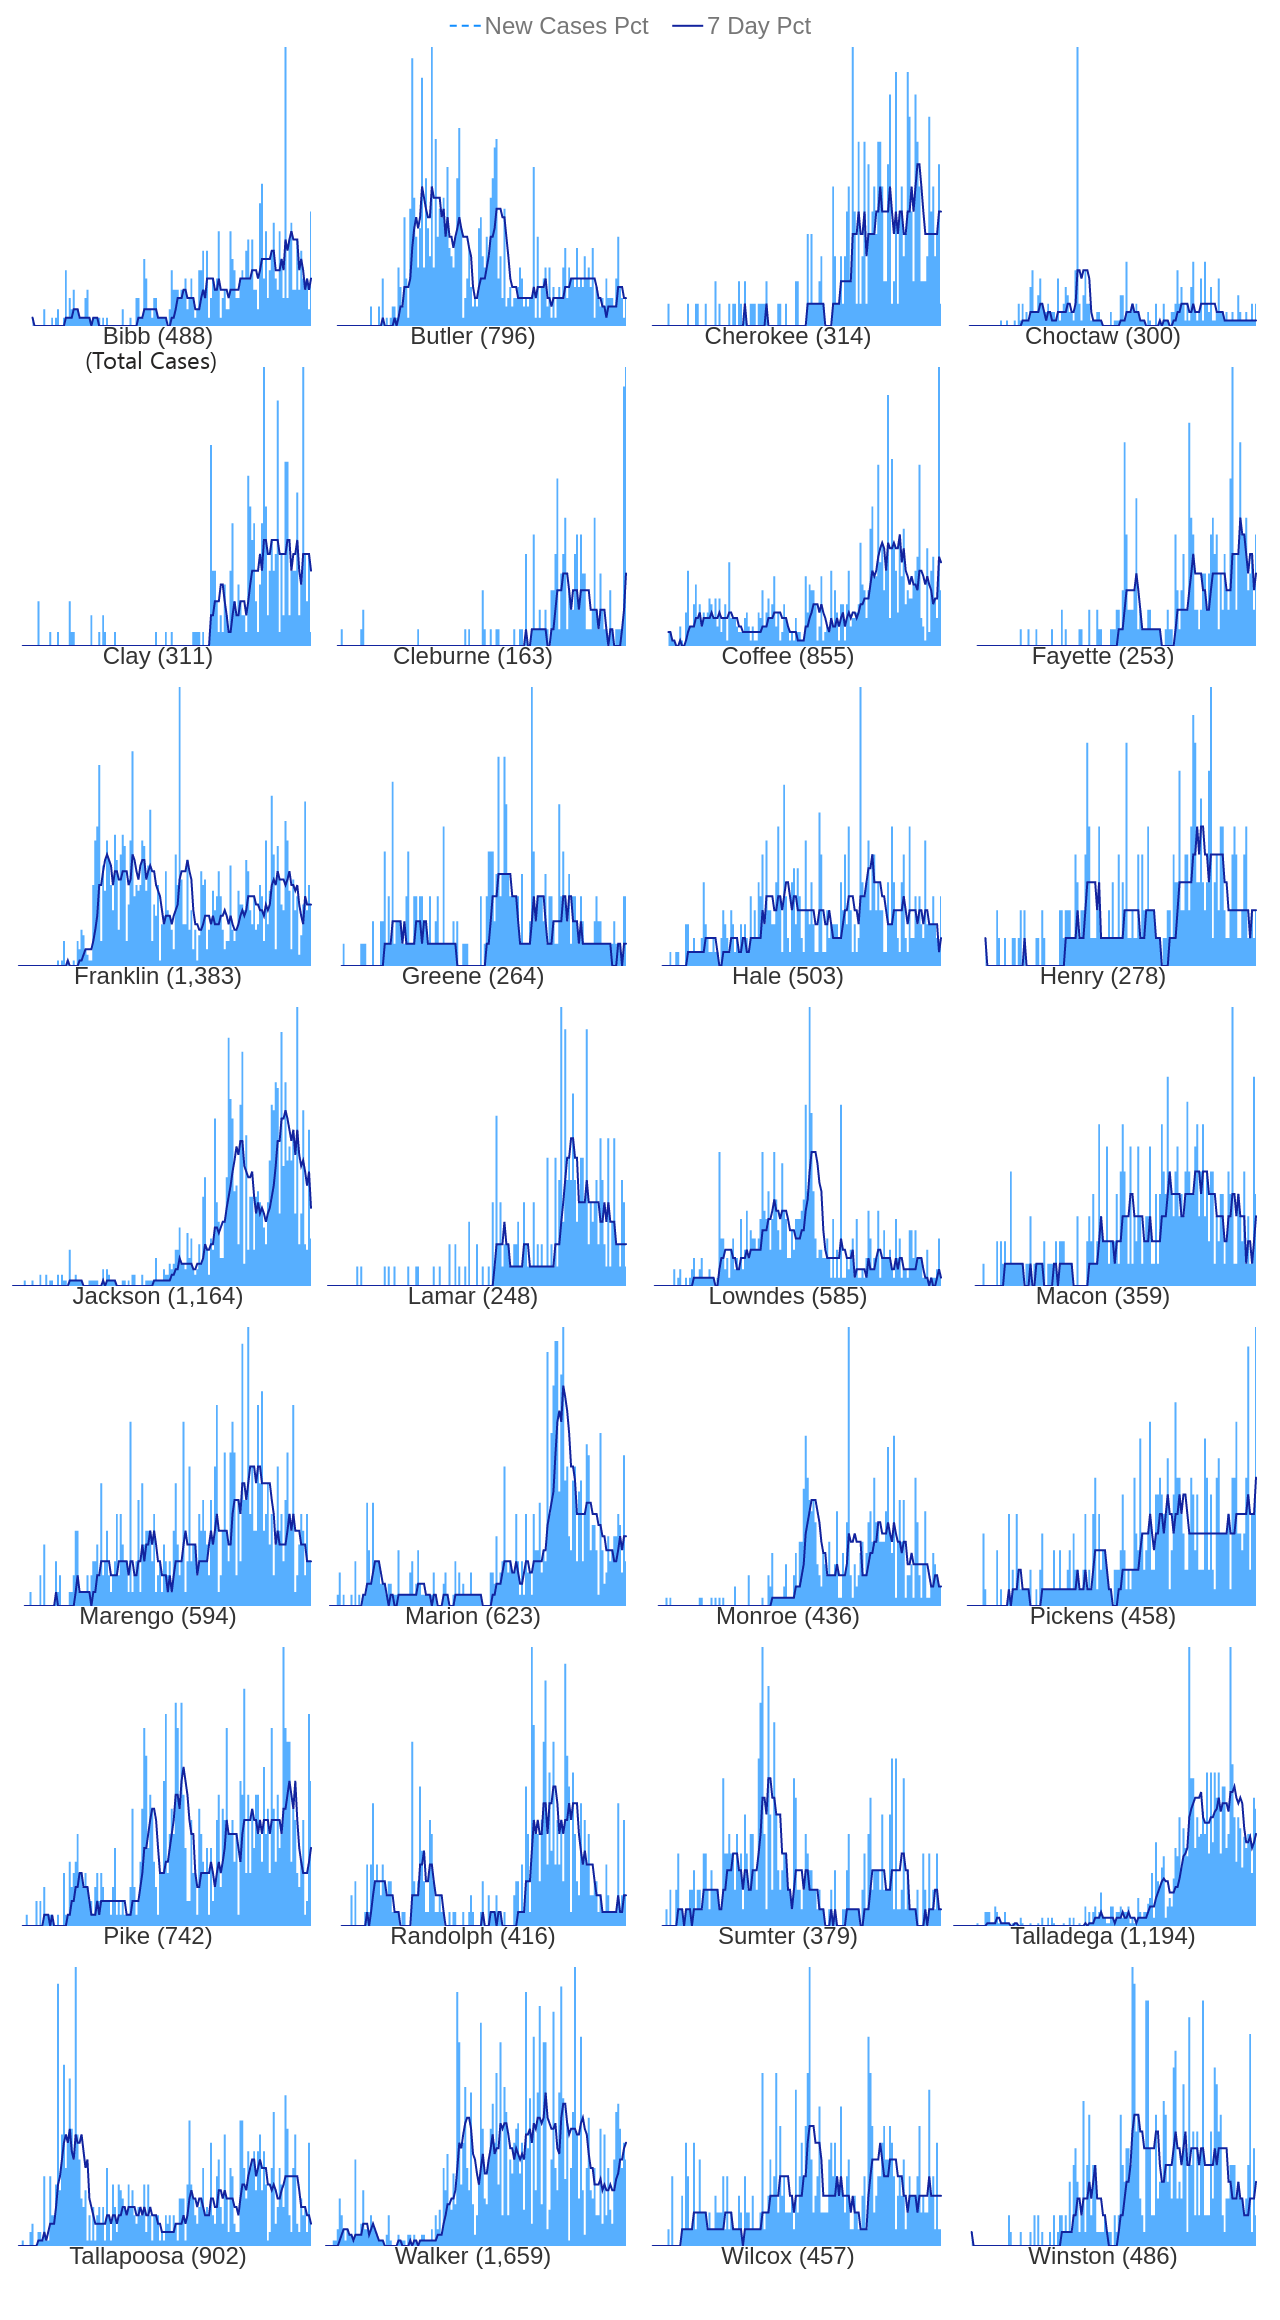 New Cases Pct 7 Day Pct
Bibb (488) Butler (796) Cherokee (314) Choctaw (300)
(Total Cases)
Clay (311) Cleburne (163) Coffee (855) Fayette (253)
Franklin (1,383) Greene (264) Hale (503) Henry (278)
Jackson (1,164) Lamar (248) Lowndes (585) Macon (359)
Marengo (594) Marion (623) Monroe (436) Pickens (458)
Pike (742) Randolph (416) Sumter (379) Talladega (1,194)
Tallapoosa (902) Walker (1,659) Wilcox (457) Winston (486)